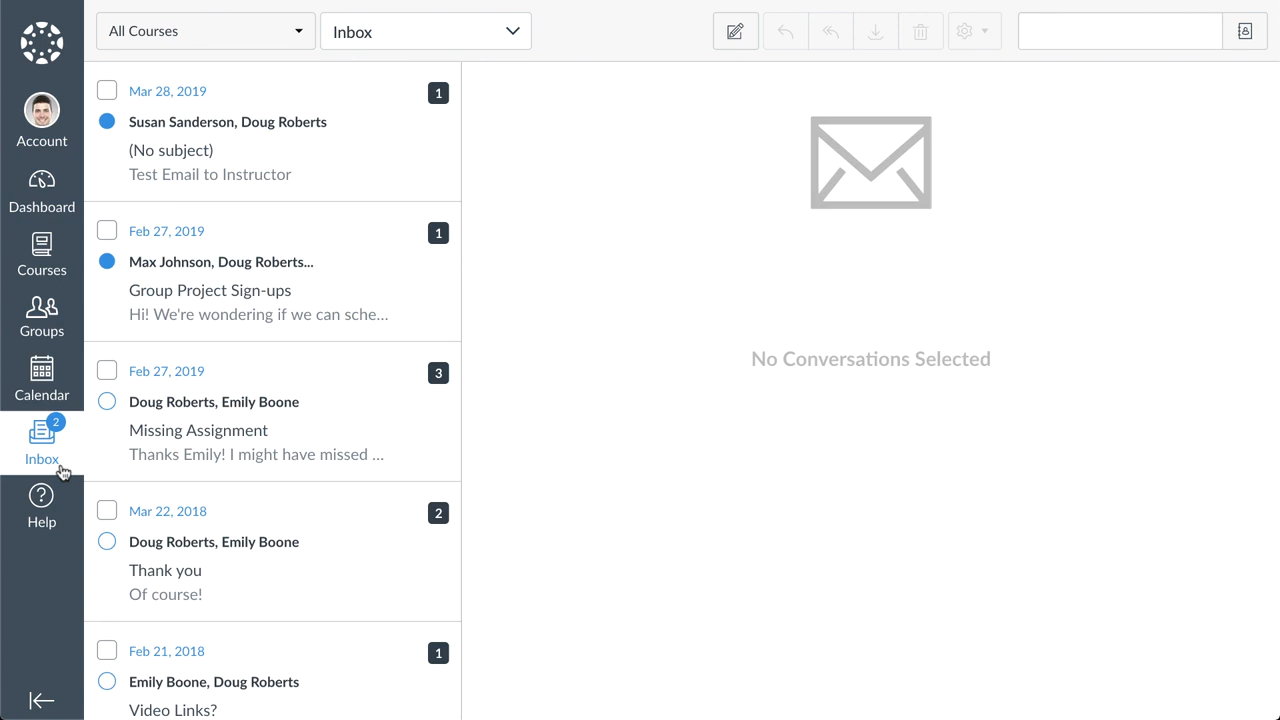 All Courses
Inbox
Account
Dashboard
Courses
Groups
Calendar
2
Inbox
Help
Mar 28, 2019
1
Susan Sanderson, Doug Roberts
(No subject)
Test Email to Instructor
Feb 27, 2019
1
Max Johnson, Doug Roberts...
Group Project Sign-ups
Hi! We're wondering if we can sche...
Feb 27, 2019
3
Doug Roberts, Emily Boone
Missing Assignment
Thanks Emily! I might have missed ...
Mar 22, 2018
2
Doug Roberts, Emily Boone
Thank you
Of course!
Feb 21, 2018
1
Emily Boone, Doug Roberts
Video Links?
No Conversations Selected